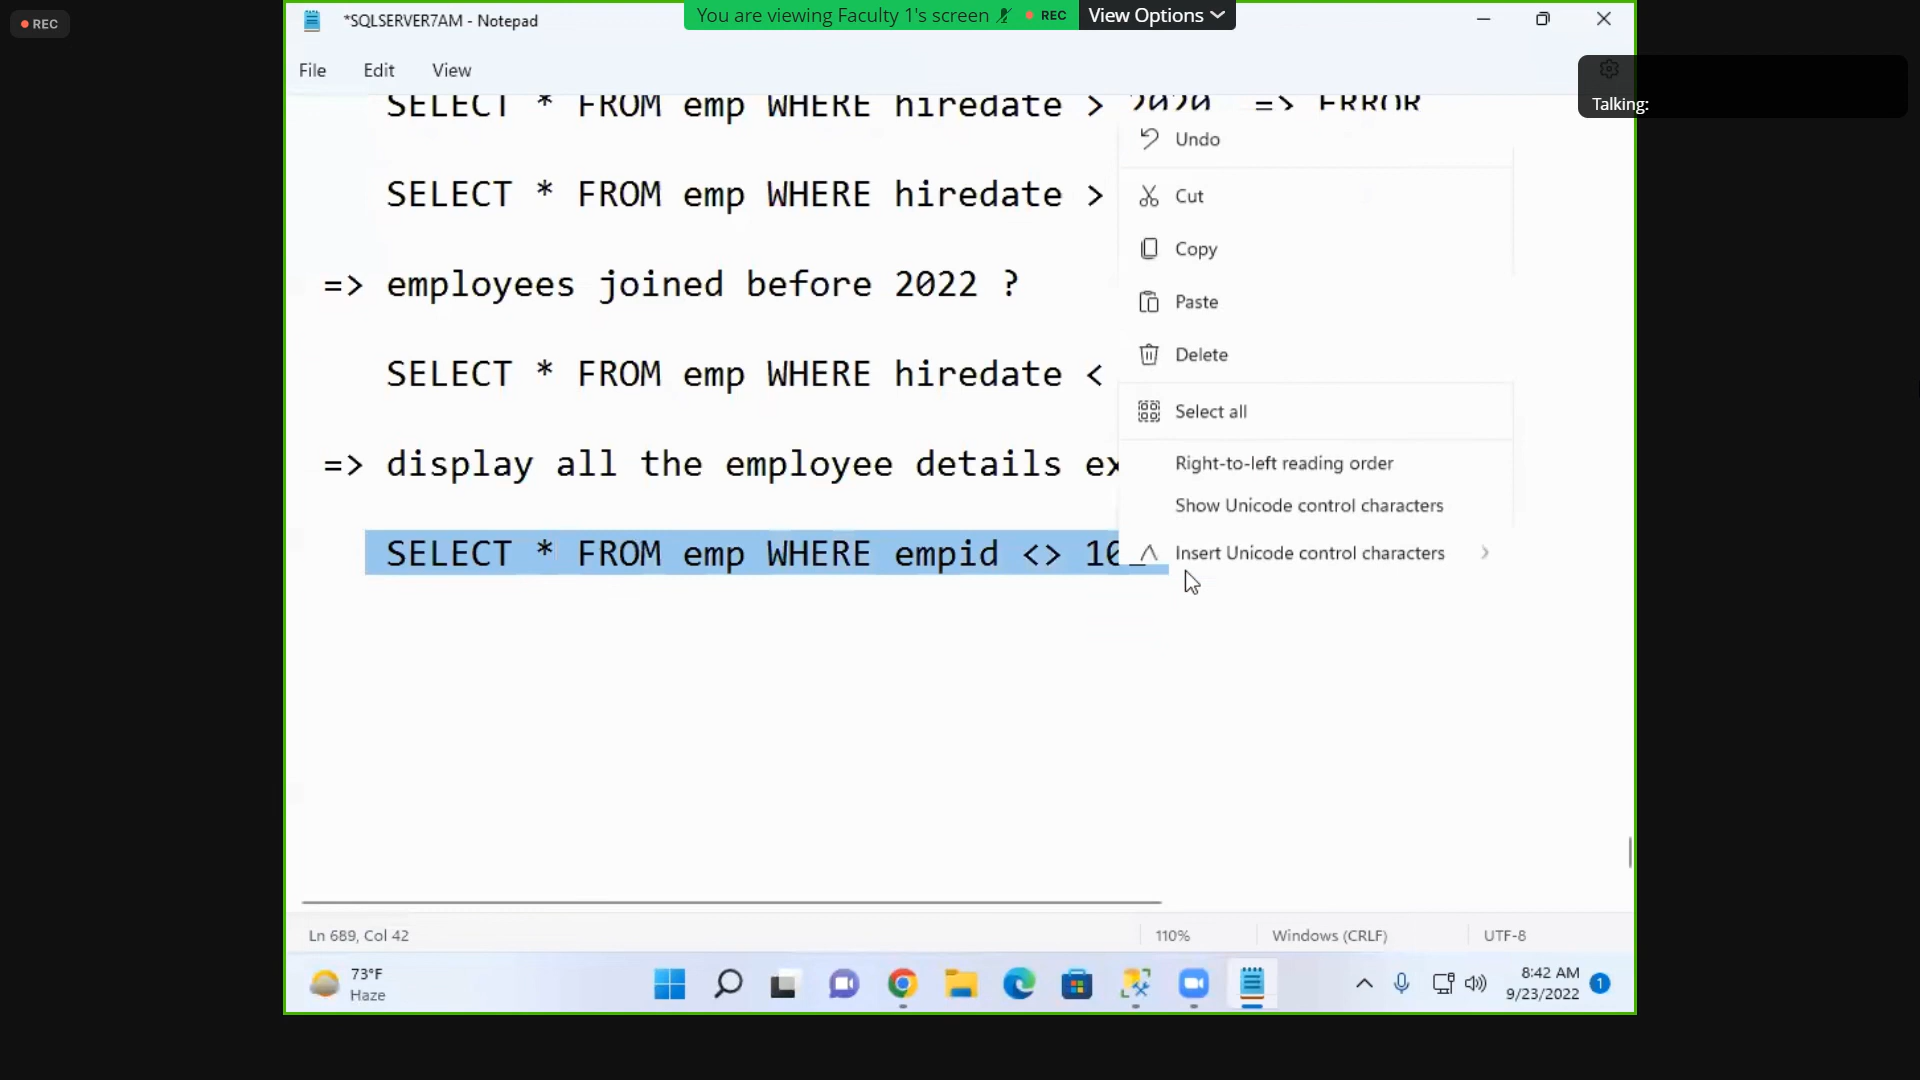 REC
*SQLSERVER7AM - Notepad
You are viewing Faculty 1's screen REC View Options
File Edit View
Talking:
SELECT * FROM emp WHERE hiredate > 2020 => ERROR
Undo
SELECT * FROM emp WHERE hiredate >
Cut
Copy
=> employees joined before 2022 ?
Paste
Delete
SELECT * FROM emp WHERE hiredate <
Select all
=> display all the employee details
Right-to-left reading order
Show Unicode control characters
SELECT * FROM emp WHERE empid <>
Insert Unicode control characters
Ln 689, Col 42 110% Windows (CRLF) UTF-8
73°F
Haze
8:42 AM
9/23/2022
1